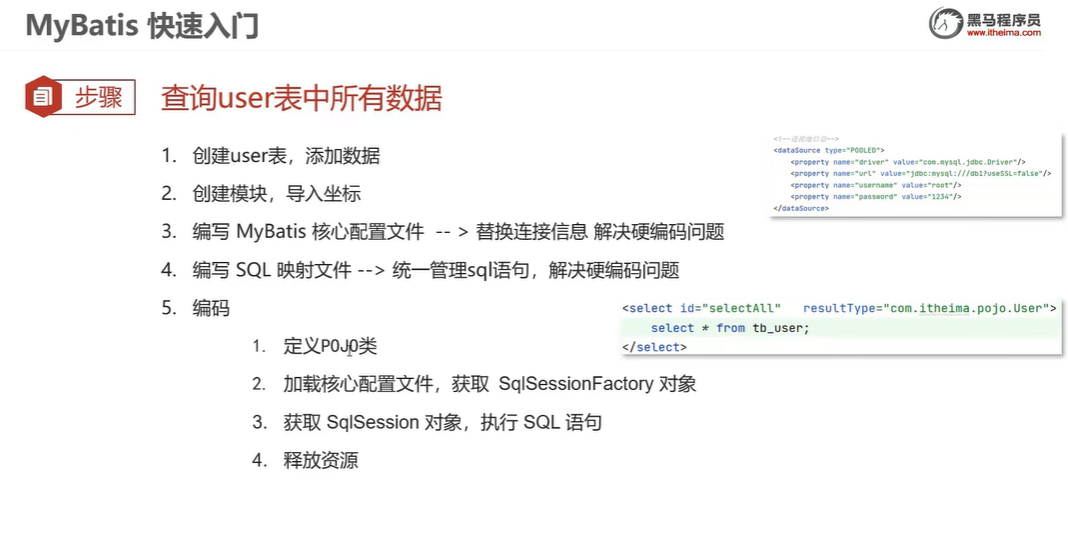 MyBatis 快速入门
黑马程序员
www.itheima.com
步骤
查询user表中所有数据
1. 创建user表，添加数据
2. 创建模块，导入坐标
3. 编写 MyBatis 核心配置文件 -- > 替换连接信息 解决硬编码问题
4. 编写 SQL 映射文件 --> 统一管理sql语句，解决硬编码问题
5. 编码
1. 定义POJO类
2. 加载核心配置文件，获取 SqlSessionFactory 对象
3. 获取 SqlSession 对象，执行 SQL 语句
4. 释放资源
<dataSource type="POOLED">
<property name="driver" value="com.mysql.jdbc.Driver"/>
<property name="url" value="jdbc:mysql:///db1?useSSL=false"/>
<property name="username" value="root"/>
<property name="password" value="1234"/>
</dataSource>
<select id="selectAll" resultType="com.itheima.pojo.User">
select * from tb_user;
</select>